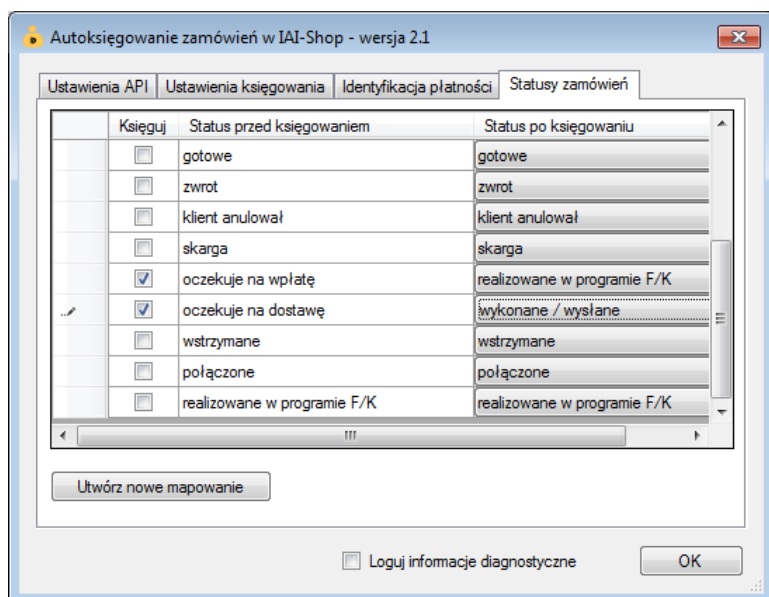 Autoksięgowanie zamówień w IAI-Shop - wersja 2.1
Ustawienia API Ustawienia księgowania Identyfikacja płatności Statusy zamówień
Księguj Status przed księgowaniem Status po księgowaniu
gotowe gotowe
zwrot zwrot
klient anulował klient anulował
skarga skarga
oczekuje na wpłatę realizowane w programie F/K
oczekuje na dostawę wykonane / wysłane
wstrzymane wstrzymane
połączone połączone
realizowane w programie F/K realizowane w programie F/K
Utwórz nowe mapowanie
Loguj informacje diagnostyczne OK